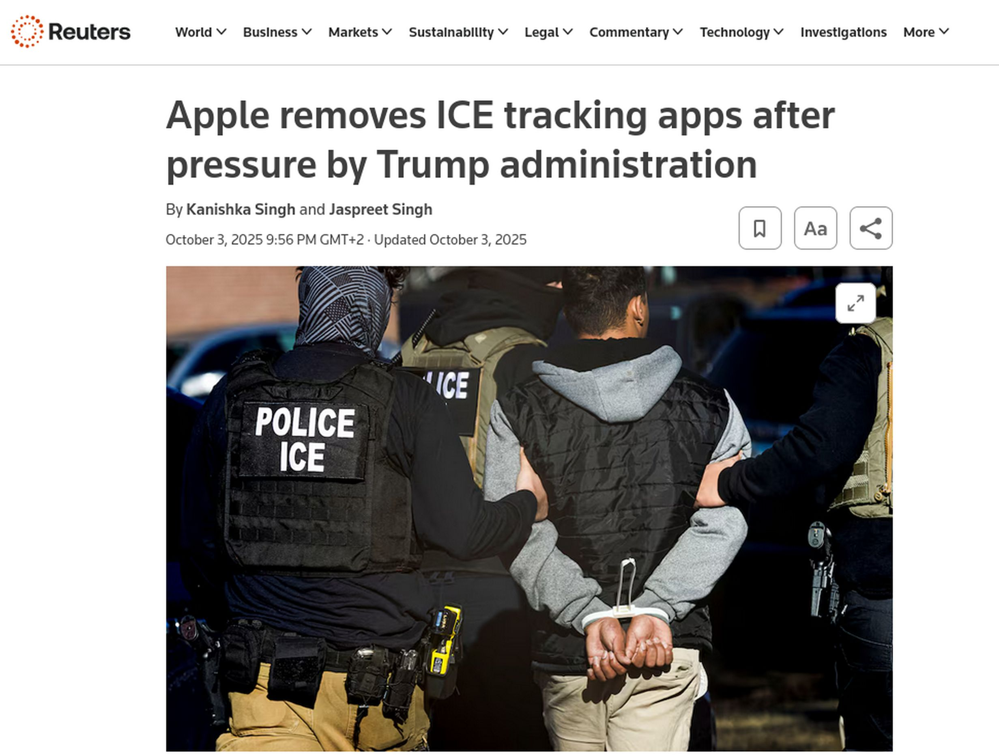 Reuters
World
Business
Markets
Sustainability
Legal
Commentary
Technology
Investigations
More
Apple removes ICE tracking apps after
pressure by Trump administration
By Kanishka Singh and Jaspreet Singh
October 3, 2025 9:56 PM GMT+2 · Updated October 3, 2025
Aa
LICE
POLICE
ICE